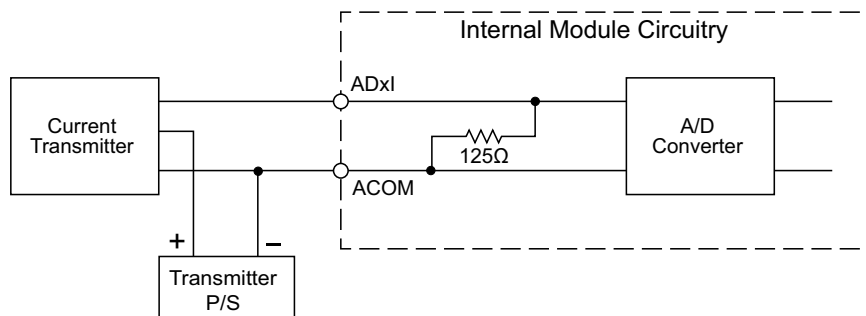 Internal Module Circuitry
ADxI
Current
Transmitter
125Ω
A/D
Converter
ACOM
+ −
Transmitter
P/S